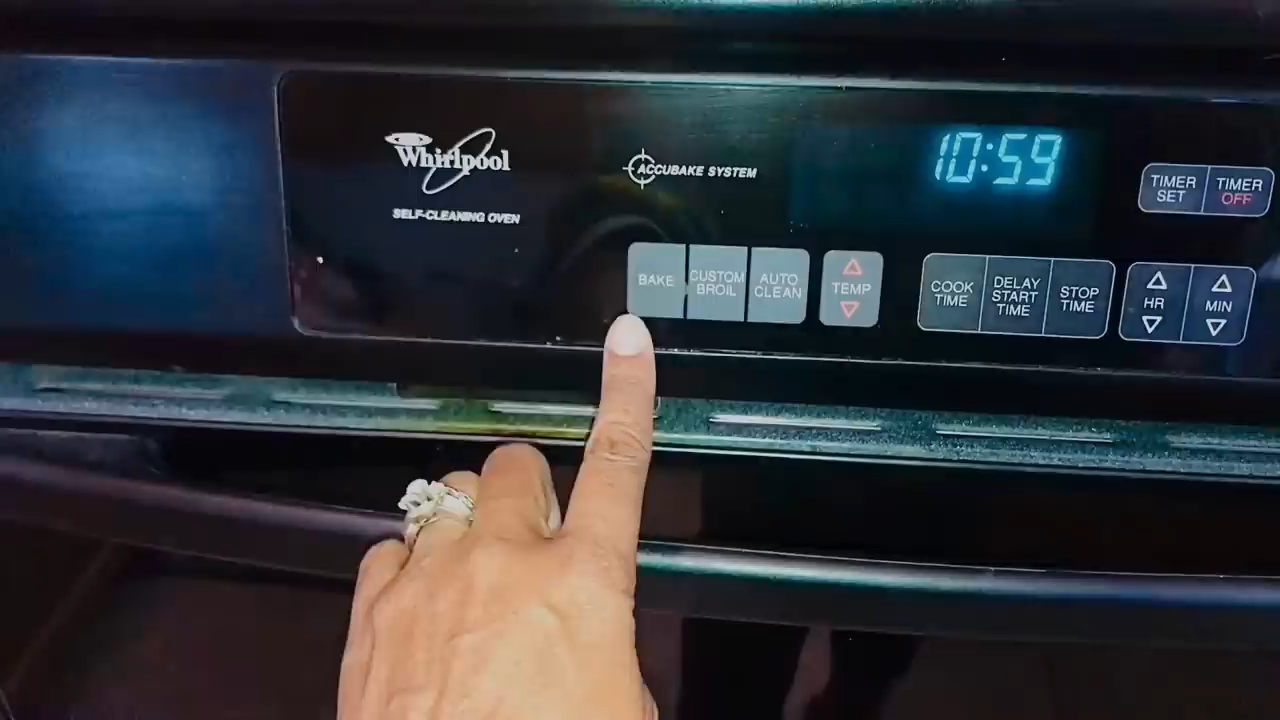 Whirlpool
SELF-CLEANING OVEN
ACCUBAKE SYSTEM
10:59
TIMER
SET
TIMER
OFF
BAKE
CUSTOM
BROIL
AUTO
CLEAN
TEMP
COOK
TIME
DELAY
START
TIME
STOP
TIME
HR
MIN